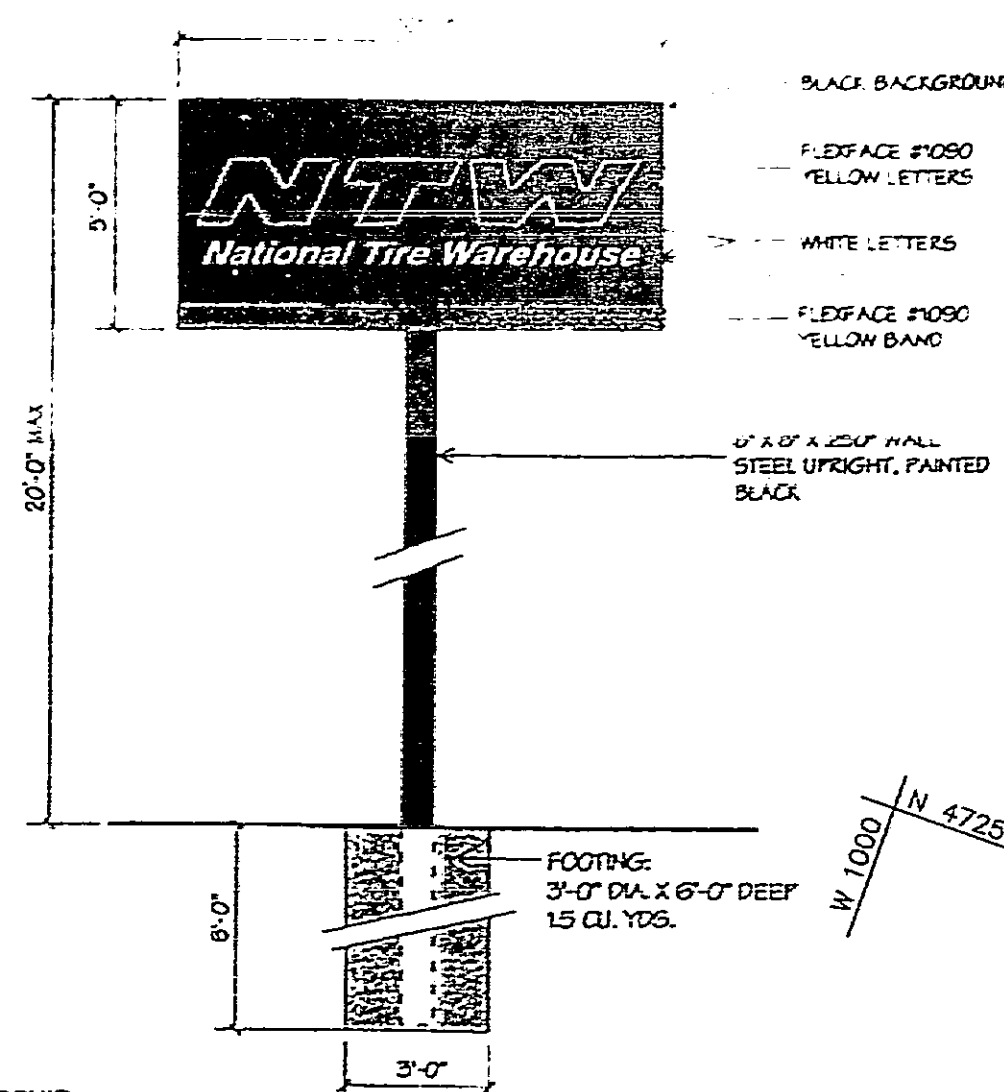 BLACK BACKGROUND
5'-0"
FLEXFACE #1090
YELLOW LETTERS
NTW
National Tire Warehouse
WHITE LETTERS
FLEXFACE #1090
YELLOW BAND
20'-0" MAX
WALL
STEEL UPRIGHT, PAINTED
BLACK
N 4725
W 1000
FOOTING:
3'-0" DIA. X 6'-0" DEEP
1.5 CU. YDS.
6'-0"
3'-0"